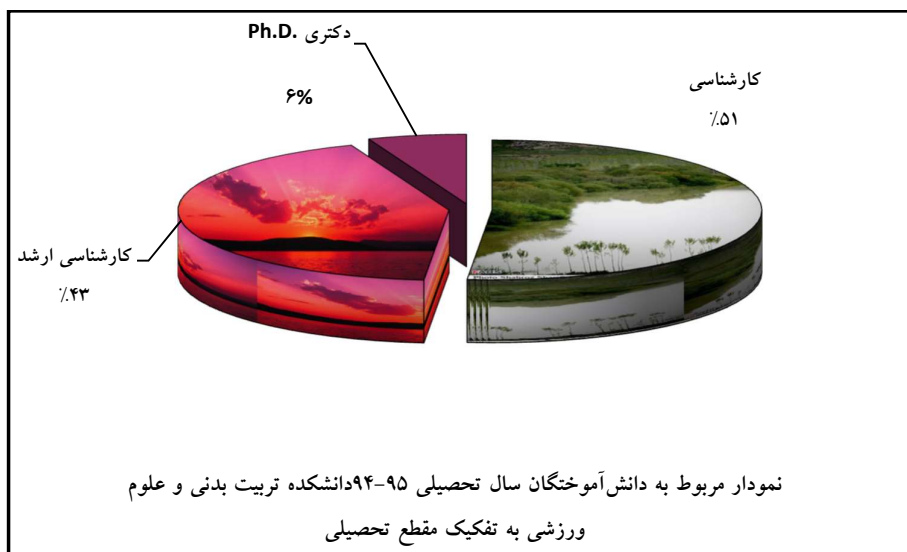 دکتری Ph.D.
۶%
کارشناسی
٪۵۱
کارشناسی ارشد
٪۴۳
نمودار مربوط به دانش‌آموختگان سال تحصیلی ۹۵-۹۴دانشکده تربیت بدنی و علوم
ورزشی به تفکیک مقطع تحصیلی